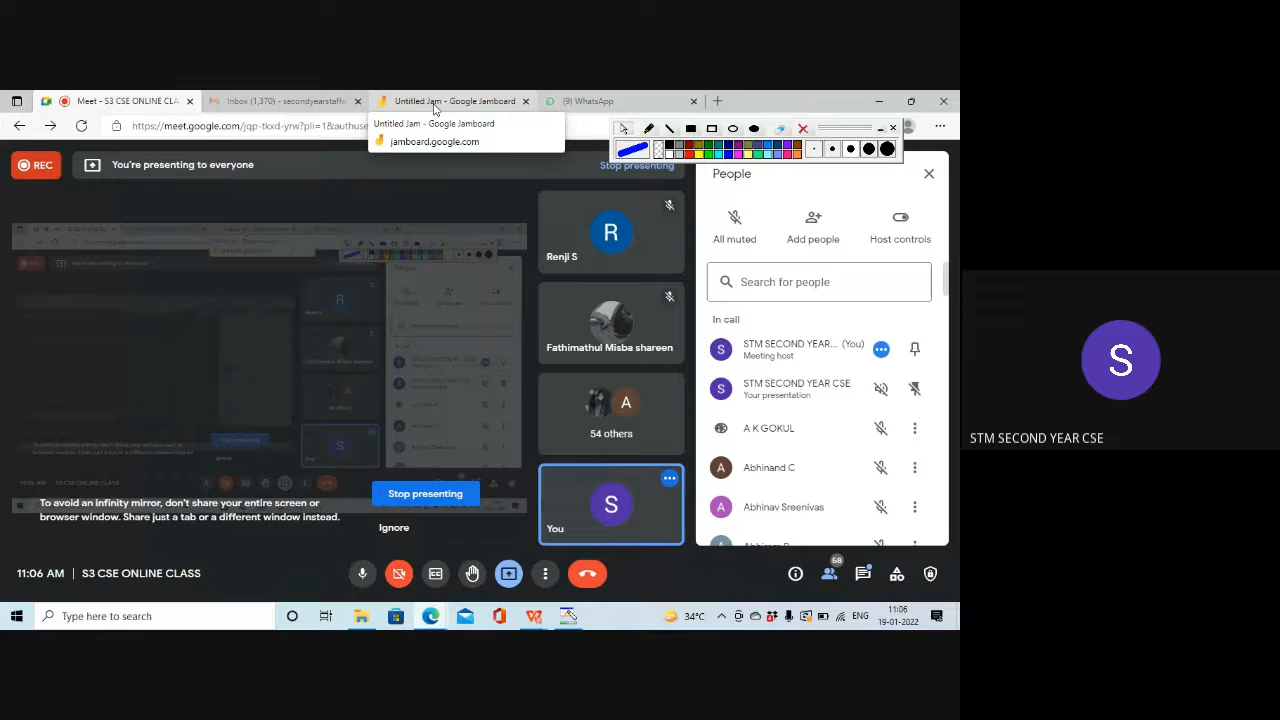 Meet - S3 CSE ONLINE CLA
Inbox (1,370) - secondyearstaff
Untitled Jam - Google Jamboard
(9) WhatsApp
https://meet.google.com/jqp-tkxd-yrw?pli=1&authus
Untitled Jam - Google Jamboard
jamboard.google.com
REC
You're presenting to everyone
Stop presenting
People
All muted
Add people
Host controls
Search for people
In call
STM SECOND YEAR... (You)
Meeting host
STM SECOND YEAR CSE
Your presentation
A K GOKUL
Abhinand C
Abhinav Sreenivas
R
Renji S
Fathimathul Misba shareen
A
54 others
S
You
To avoid an infinity mirror, don't share your entire screen or
browser window. Share just a tab or a different window instead.
Stop presenting
Ignore
11:06 AM
S3 CSE ONLINE CLASS
58
Type here to search
34°C
ENG
11:06
19-01-2022
S
STM SECOND YEAR CSE